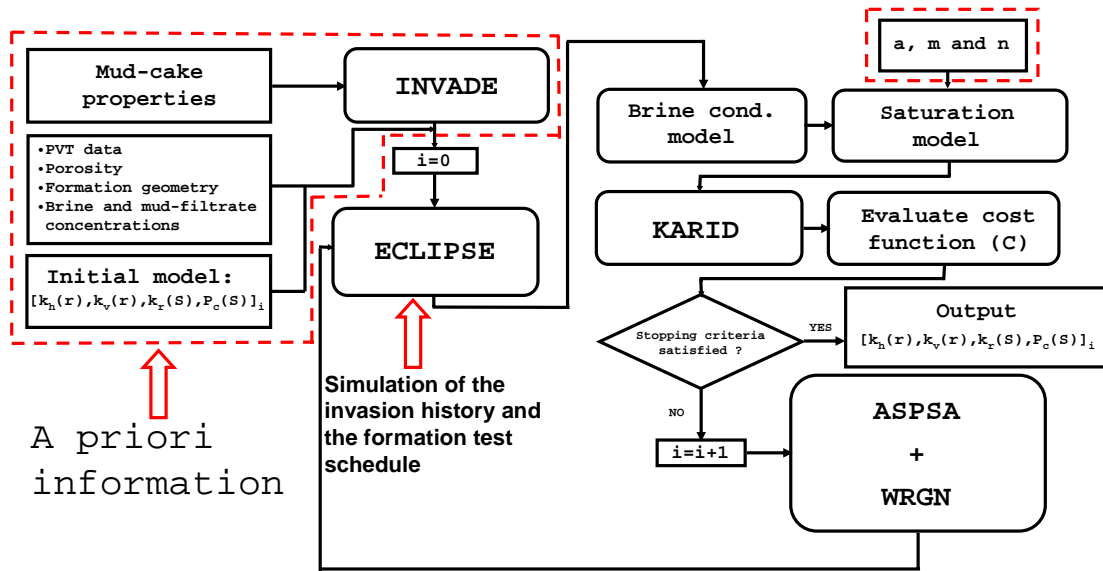 Mud-cake
properties
INVADE
•PVT data
•Porosity
•Formation geometry
•Brine and mud-filtrate
concentrations
i=0
Initial model:
[kh(r),kv(r),kr(S),Pc(S)]i
ECLIPSE
A priori
information
Simulation of the
invasion history and
the formation test
schedule
a, m and n
Brine cond.
model
Saturation
model
KARID
Evaluate cost
function (C)
Stopping criteria
satisfied ?
YES
Output
[kh(r),kv(r),kr(S),Pc(S)]i
NO
i=i+1
ASPSA
+
WRGN